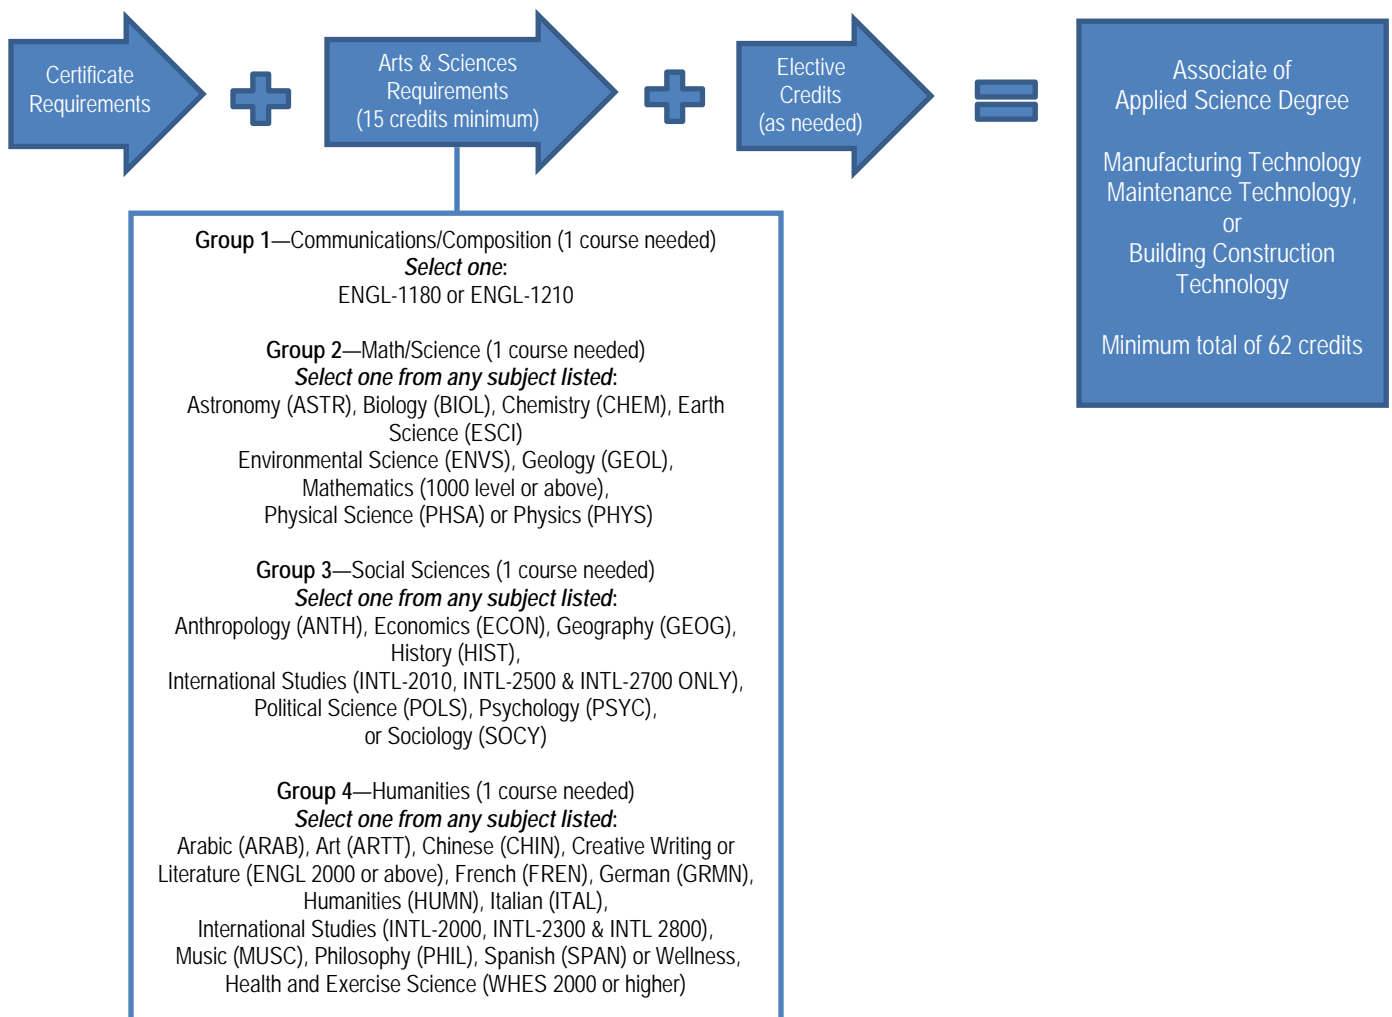 Certificate
Requirements
Arts & Sciences
Requirements
(15 credits minimum)
Elective
Credits
(as needed)
Associate of
Applied Science Degree
Manufacturing Technology
Maintenance Technology,
or
Building Construction
Technology
Minimum total of 62 credits
Group 1—Communications/Composition (1 course needed)
Select one:
ENGL-1180 or ENGL-1210
Group 2—Math/Science (1 course needed)
Select one from any subject listed:
Astronomy (ASTR), Biology (BIOL), Chemistry (CHEM), Earth
Science (ESCI)
Environmental Science (ENVS), Geology (GEOL),
Mathematics (1000 level or above),
Physical Science (PHSA) or Physics (PHYS)
Group 3—Social Sciences (1 course needed)
Select one from any subject listed:
Anthropology (ANTH), Economics (ECON), Geography (GEOG),
History (HIST),
International Studies (INTL-2010, INTL-2500 & INTL-2700 ONLY),
Political Science (POLS), Psychology (PSYC),
or Sociology (SOCY)
Group 4—Humanities (1 course needed)
Select one from any subject listed:
Arabic (ARAB), Art (ARTT), Chinese (CHIN), Creative Writing or
Literature (ENGL 2000 or above), French (FREN), German (GRMN),
Humanities (HUMN), Italian (ITAL),
International Studies (INTL-2000, INTL-2300 & INTL 2800),
Music (MUSC), Philosophy (PHIL), Spanish (SPAN) or Wellness,
Health and Exercise Science (WHES 2000 or higher)